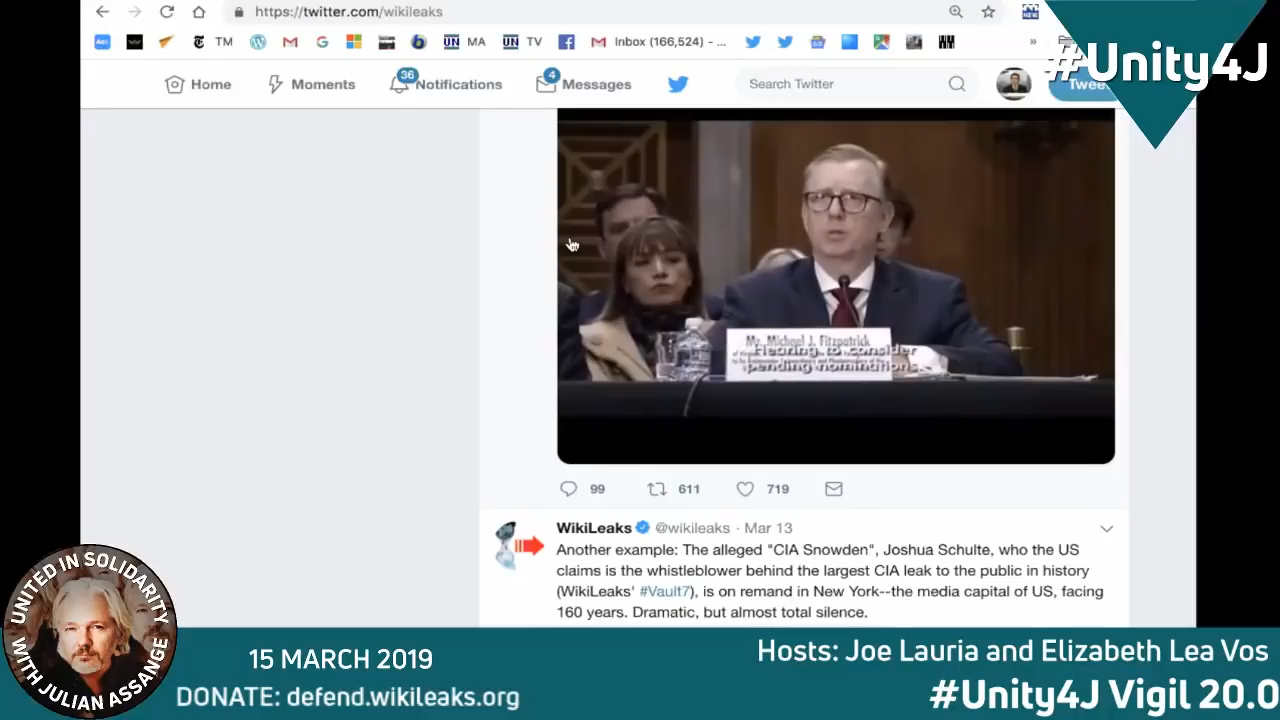 https://twitter.com/wikileaks
TM
MA
TV
Inbox (166,524) - ...
NEW
#Unity4J
Home
Moments
36
Notifications
4
Messages
Search Twitter
Tweet
Mr. Michael J. Fitzpatrick
Hearing to consider
pending nominations
99
611
719
WikiLeaks @wikileaks · Mar 13
Another example: The alleged "CIA Snowden", Joshua Schulte, who the US
claims is the whistleblower behind the largest CIA leak to the public in history
(WikiLeaks' #Vault7), is on remand in New York--the media capital of US, facing
160 years. Dramatic, but almost total silence.
UNITED IN SOLIDARITY
WITH JULIAN ASSANGE
15 MARCH 2019
DONATE: defend.wikileaks.org
Hosts: Joe Lauria and Elizabeth Lea Vos
#Unity4J Vigil 20.0